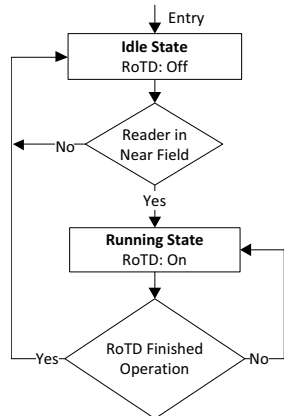 Entry
Idle State
RoTD: Off
Reader in
Near Field
No
Yes
Running State
RoTD: On
RoTD Finished
Operation
Yes
No